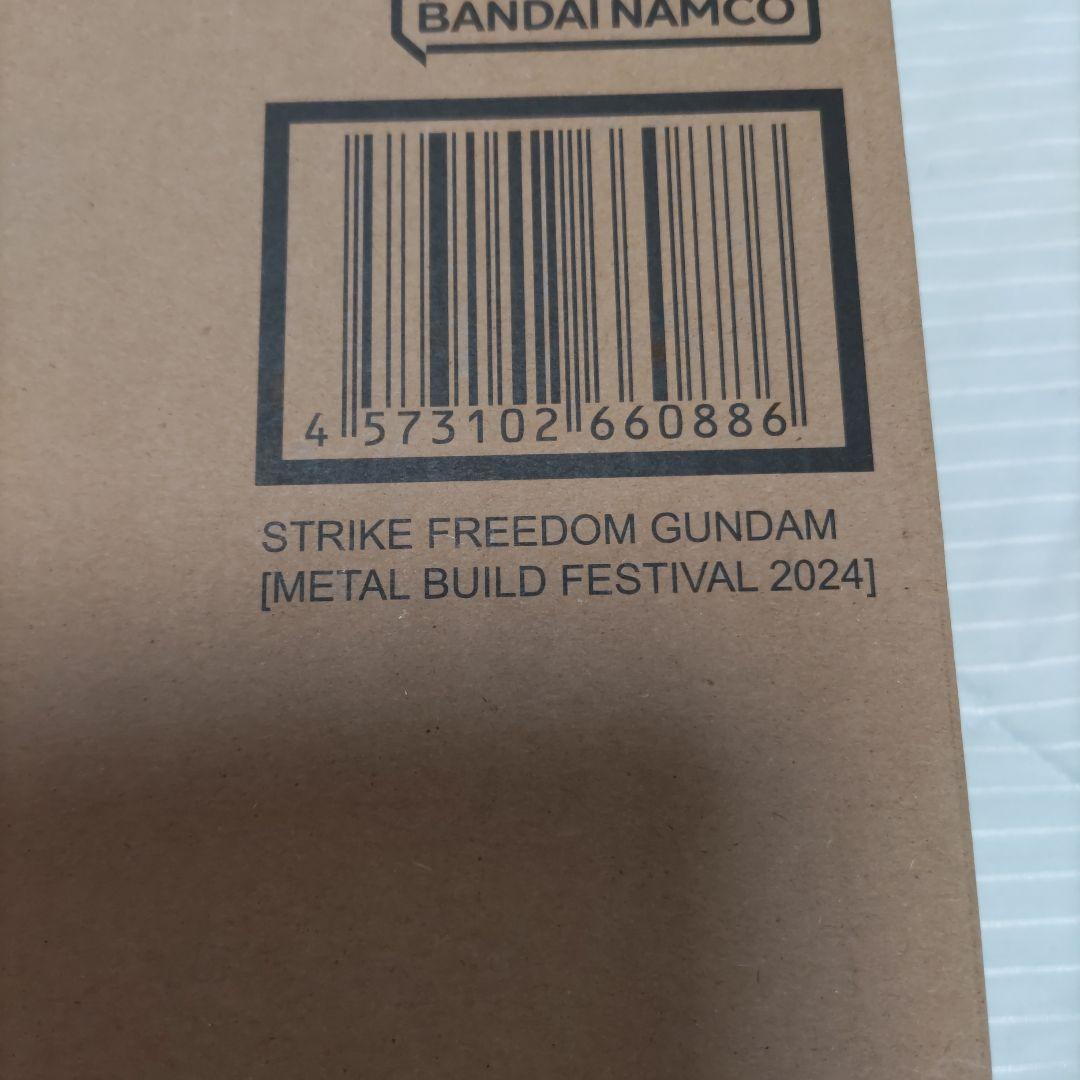 BANDAI NAMCO
4 573102 660886
STRIKE FREEDOM GUNDAM
[METAL BUILD FESTIVAL 2024]